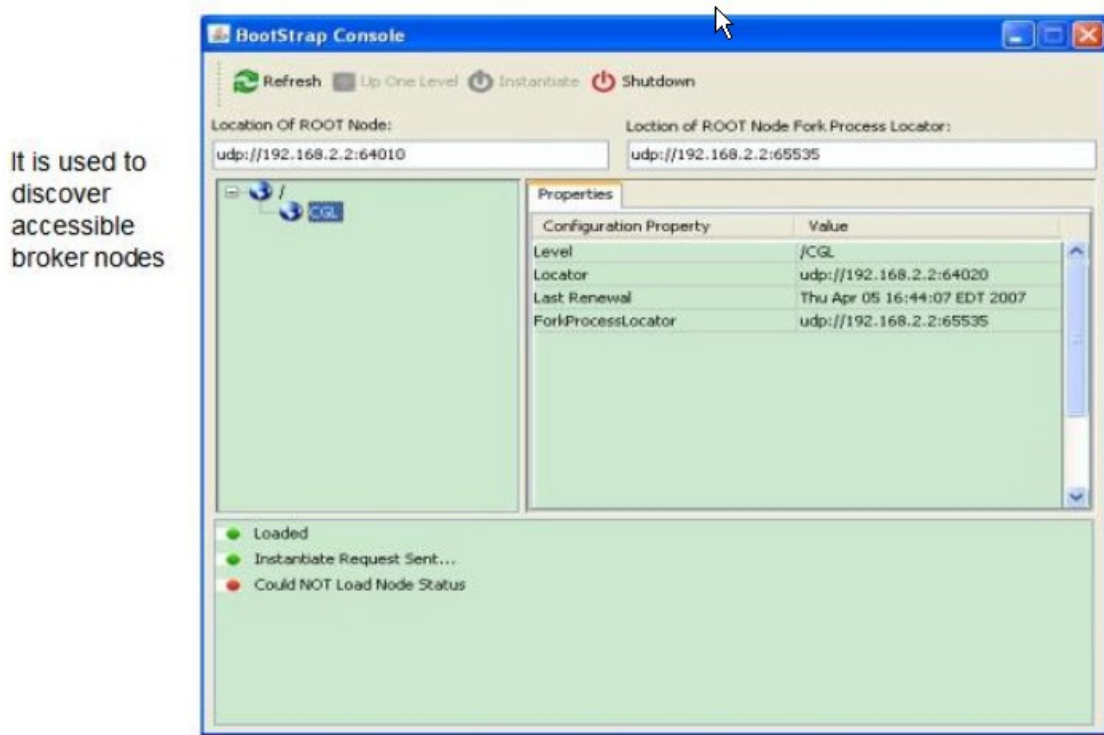 It is used to
discover
accessible
broker nodes
BootStrap Console
Refresh Up One Level Instantiate Shutdown
Location Of ROOT Node: Loction of ROOT Node Fork Process Locator:
udp://192.168.2.2:64010 udp://192.168.2.2:65535
/
CGL
Properties
Configuration Property Value
Level /CGL
Locator udp://192.168.2.2:64020
Last Renewal Thu Apr 05 16:44:07 EDT 2007
ForkProcessLocator udp://192.168.2.2:65535
Loaded
Instantiate Request Sent...
Could NOT Load Node Status